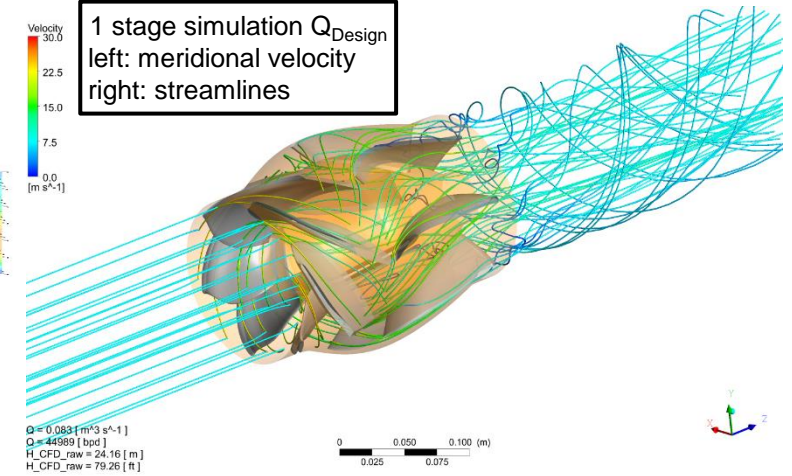 Velocity
30.0
22.5
15.0
7.5
0.0
[m s^-1]
1 stage simulation QDesign
left: meridional velocity
right: streamlines
Q = 0.083 [ m^3 s^-1 ]
Q = 44989 [ bpd ]
H_CFD_raw = 24.16 [ m ]
H_CFD_raw = 79.26 [ ft ]
0 0.050 0.100 (m)
0.025 0.075
Y
X Z